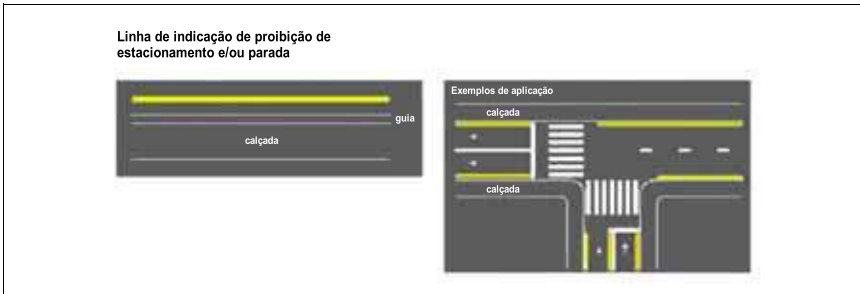 Linha de indicação de proibição de
estacionamento e/ou parada
guia
calçada
Exemplos de aplicação
calçada
calçada